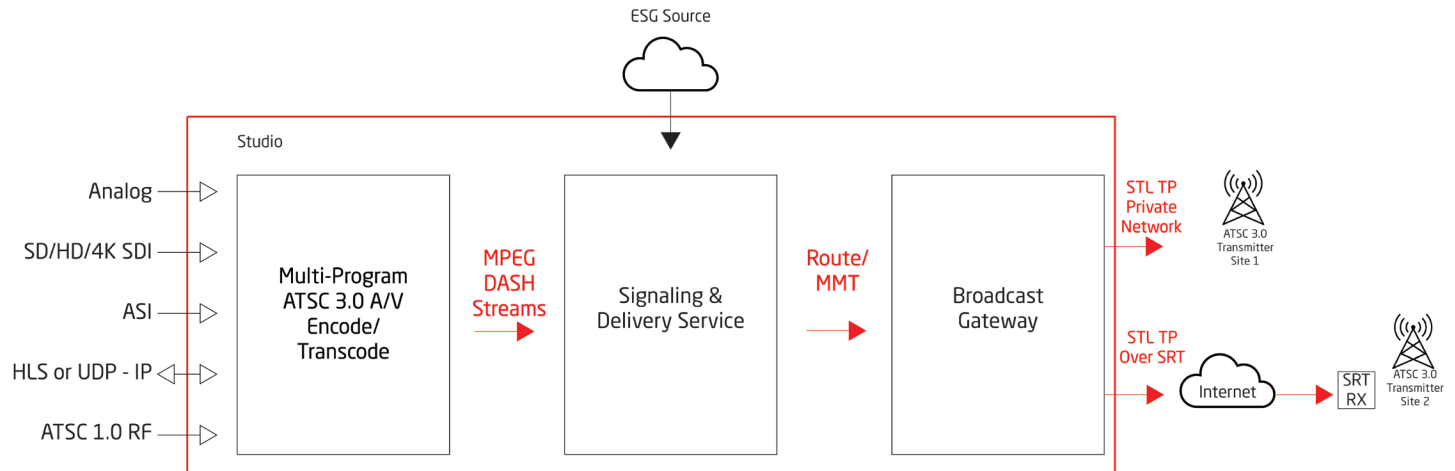 ESG Source
Studio
Analog
SD/HD/4K SDI
ASI
HLS or UDP - IP
ATSC 1.0 RF
Multi-Program
ATSC 3.0 A/V
Encode/
Transcode
MPEG
DASH
Streams
Signaling &
Delivery Service
Route/
MMT
Broadcast
Gateway
STL TP
Private
Network
ATSC 3.0
Transmitter
Site 1
STL TP
Over SRT
Internet
SRT
RX
ATSC 3.0
Transmitter
Site 2